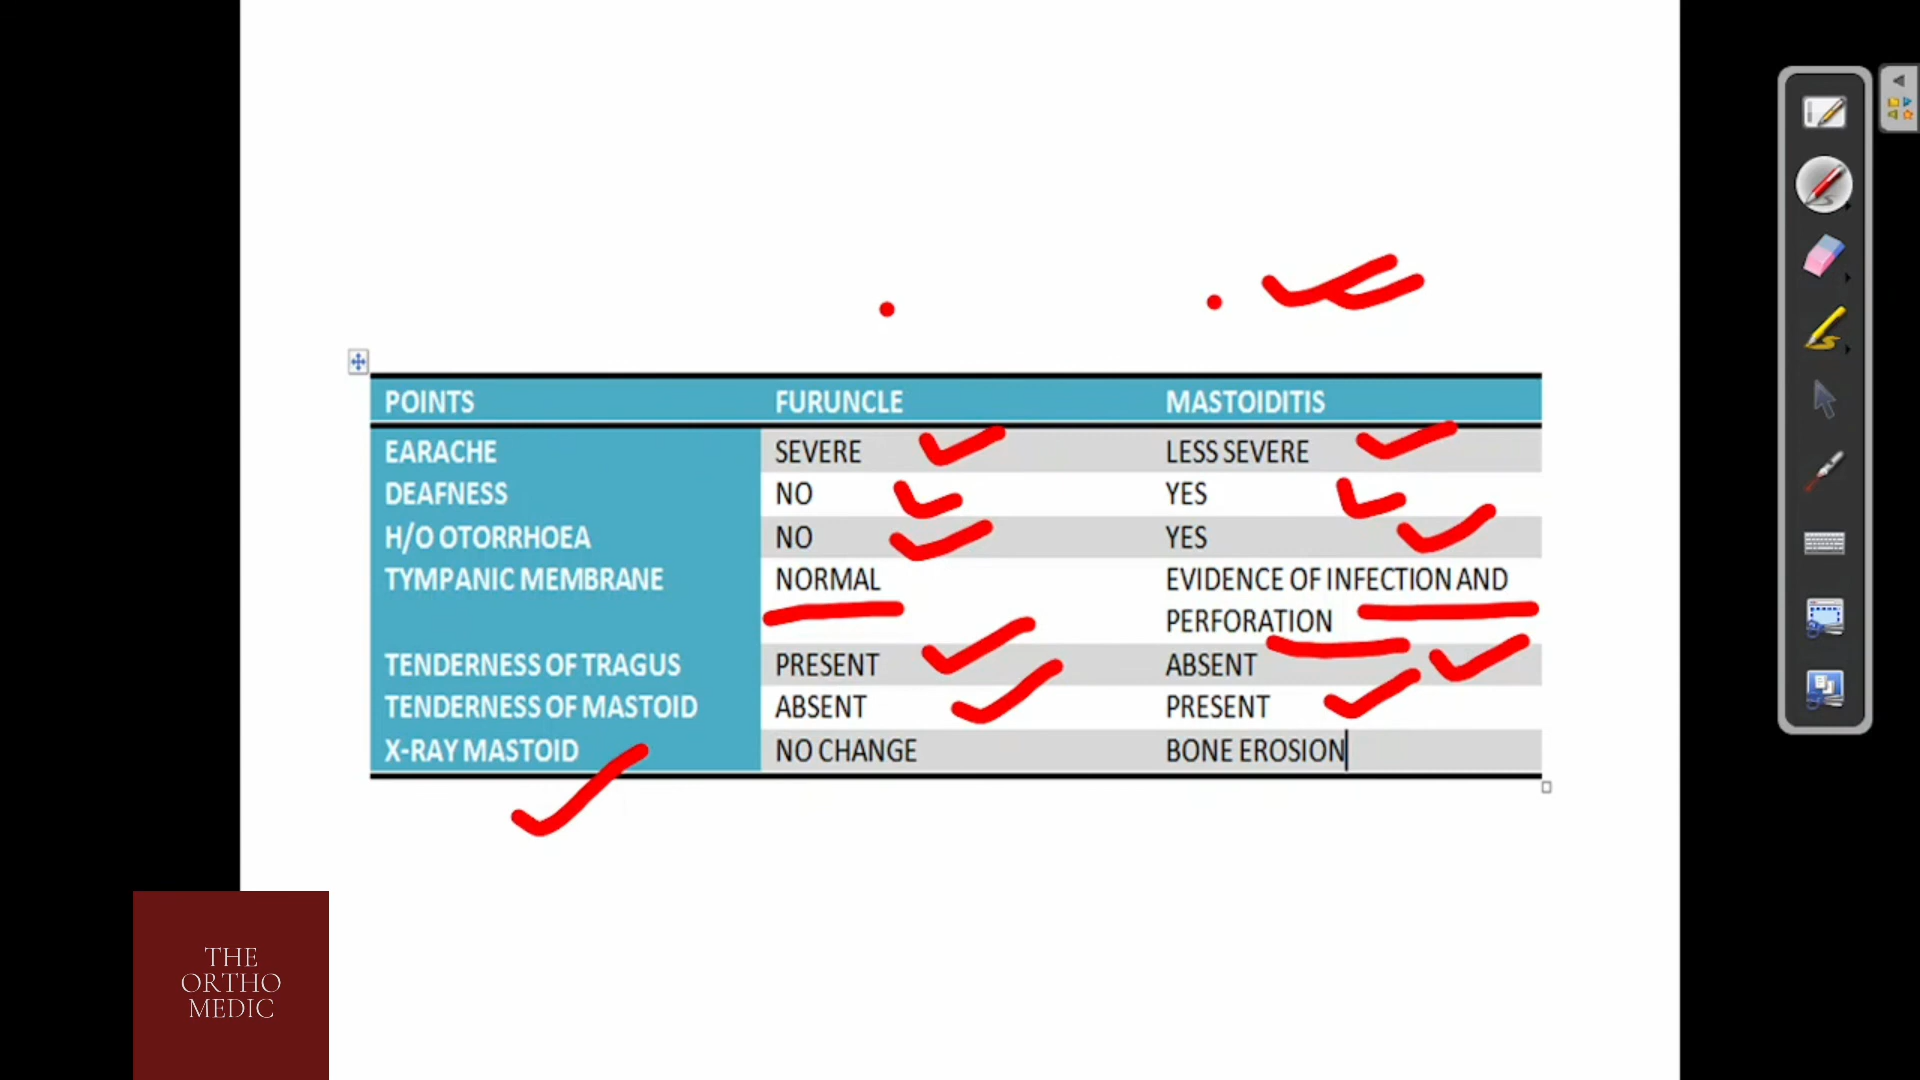 POINTS FURUNCLE MASTOIDITIS
EARACHE SEVERE LESS SEVERE
DEAFNESS NO YES
H/O OTORRHOEA NO YES
TYMPANIC MEMBRANE NORMAL EVIDENCE OF INFECTION AND
PERFORATION
TENDERNESS OF TRAGUS PRESENT ABSENT
TENDERNESS OF MASTOID ABSENT PRESENT
X-RAY MASTOID NO CHANGE BONE EROSION
THE
ORTHO
MEDIC